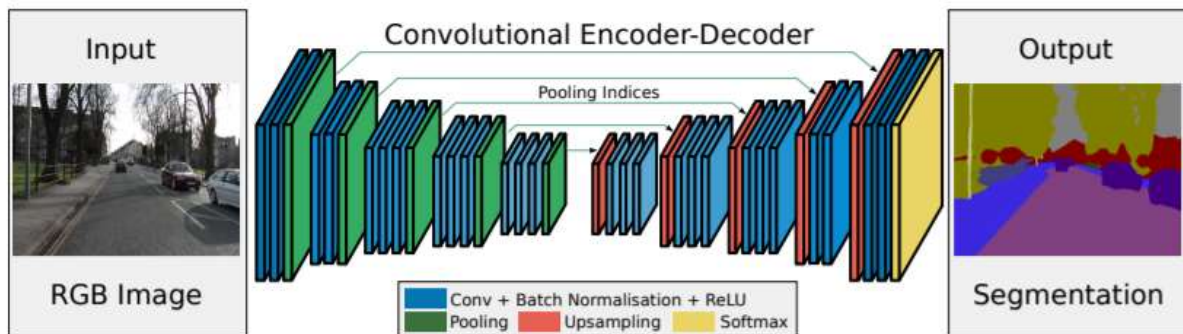 Input
RGB Image
Convolutional Encoder-Decoder
Pooling Indices
Conv + Batch Normalisation + ReLU
Pooling Upsampling Softmax
Output
Segmentation